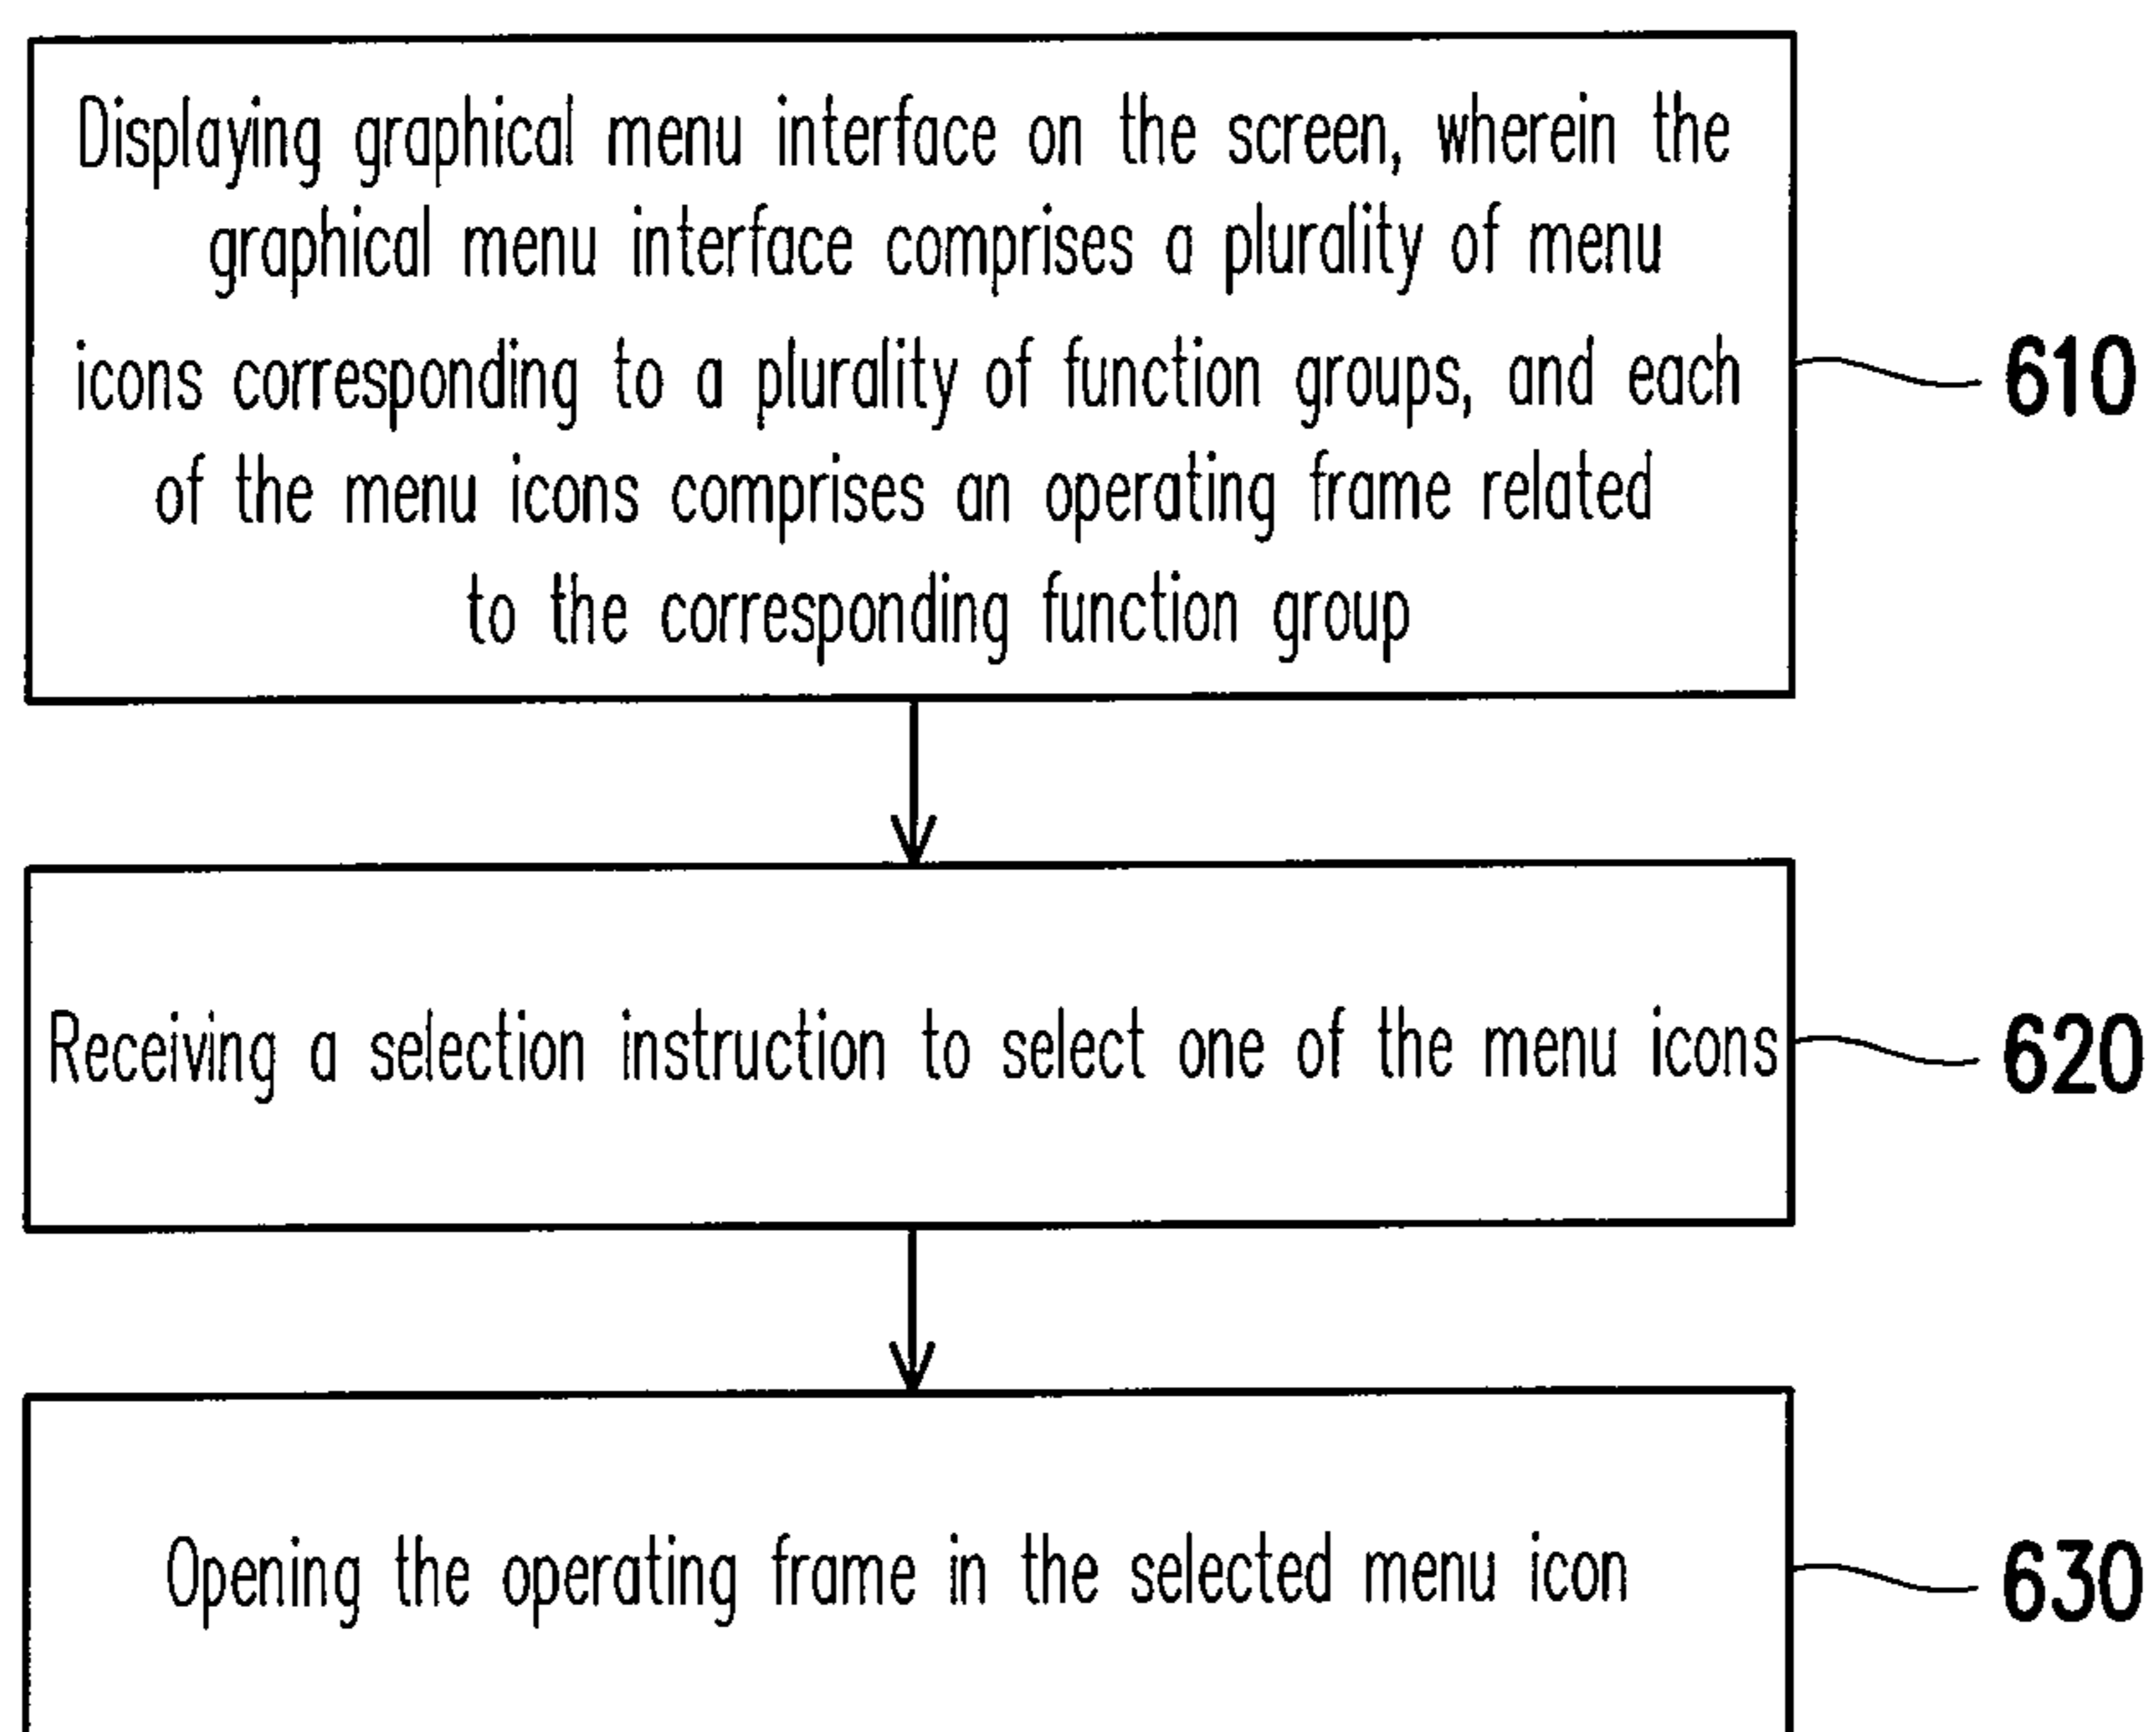 Displaying graphical menu interface on the screen, wherein the
graphical menu interface comprises a plurality of menu
icons corresponding to a plurality of function groups, and each
of the menu icons comprises an operating frame related
to the corresponding function group
610
Receiving a selection instruction to select one of the menu icons
620
Opening the operating frame in the selected menu icon
630